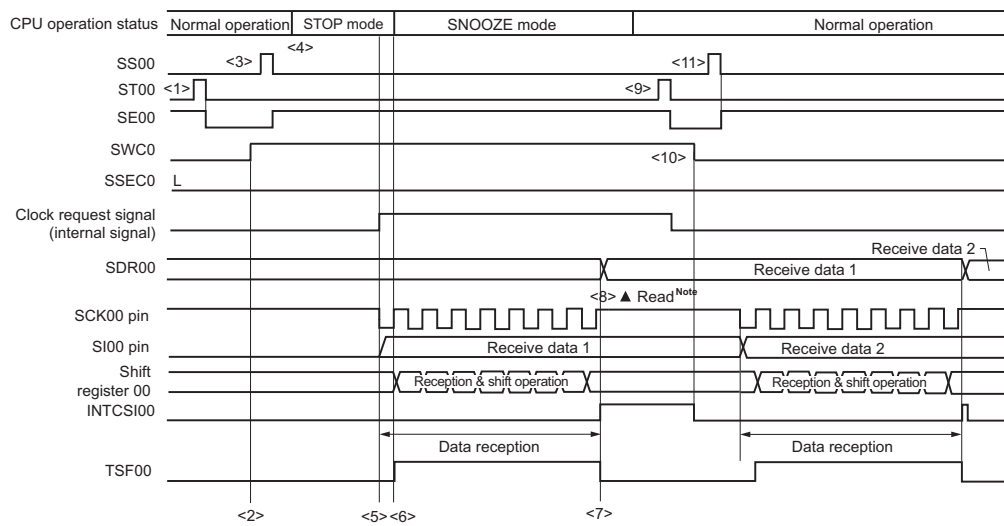 CPU operation status Normal operation STOP mode SNOOZE mode Normal operation
<4>
SS00 <3> <11>
ST00 <1> <9>
SE00
SWC0 <10>
SSEC0 L
Clock request signal
(internal signal)
Receive data 2
SDR00 Receive data 1
<8> ▲ Read Note
SCK00 pin
SI00 pin Receive data 1 Receive data 2
Shift
register 00 Reception & shift operation Reception & shift operation
INTCSI00
Data reception Data reception
TSF00
<2> <5> <6> <7>